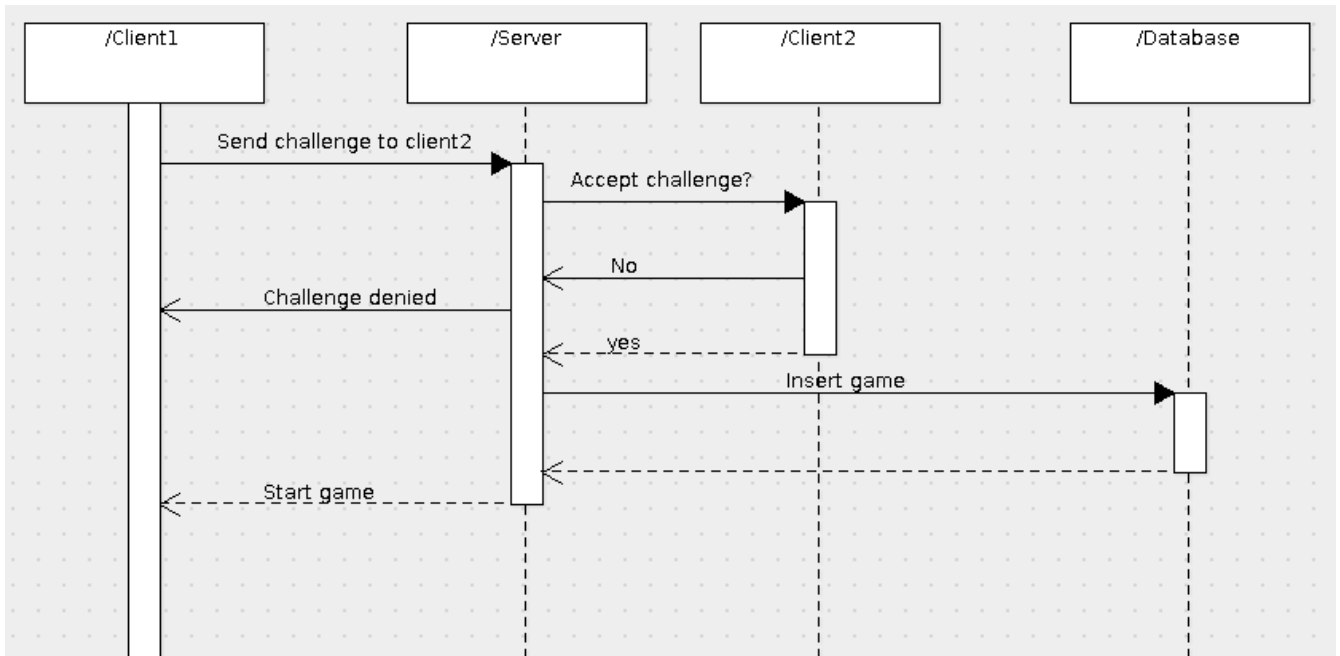 /Client1
/Server
/Client2
/Database
Send challenge to client2
Accept challenge?
No
Challenge denied
yes
Insert game
Start game